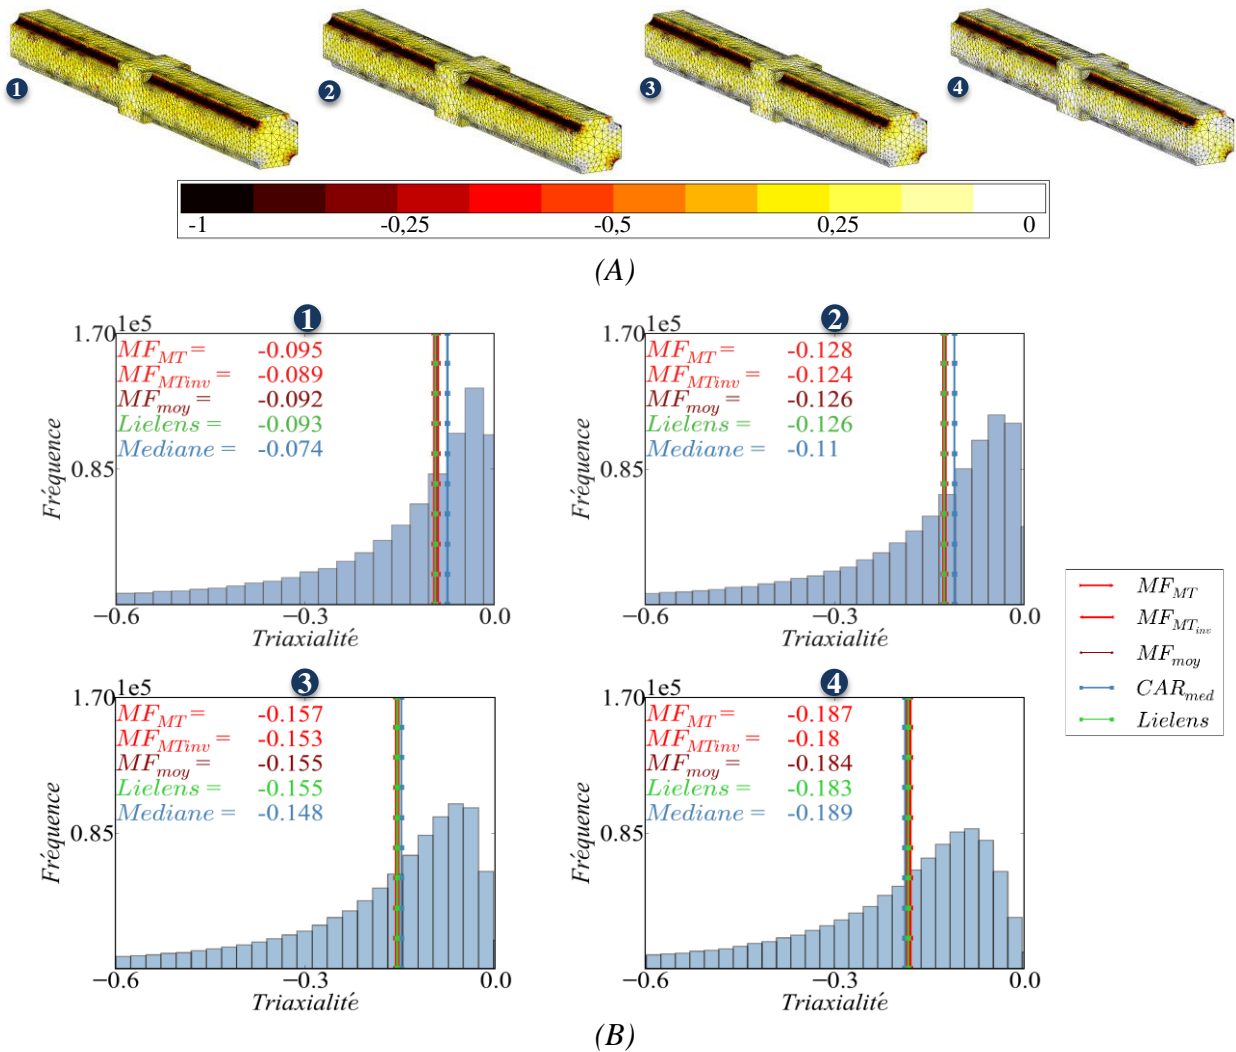 1 2 3 4
-1 -0,25 -0,5 0,25 0
(A)
1
1.70 1e5
MF_MT = -0.095
MF_MTinv = -0.089
MF_moy = -0.092
Lielens = -0.093
Mediane = -0.074
0.85
Fréquence
−0.6 −0.3 0.0
Triaxialité
2
1.70 1e5
MF_MT = -0.128
MF_MTinv = -0.124
MF_moy = -0.126
Lielens = -0.126
Mediane = -0.11
0.85
Fréquence
−0.6 −0.3 0.0
Triaxialité
MF_MT
MF_MT_inv
MF_moy
CAR_med
Lielens
3
1.70 1e5
MF_MT = -0.157
MF_MTinv = -0.153
MF_moy = -0.155
Lielens = -0.155
Mediane = -0.148
0.85
Fréquence
−0.6 −0.3 0.0
Triaxialité
4
1.70 1e5
MF_MT = -0.187
MF_MTinv = -0.18
MF_moy = -0.184
Lielens = -0.183
Mediane = -0.189
0.85
Fréquence
−0.6 −0.3 0.0
Triaxialité
(B)